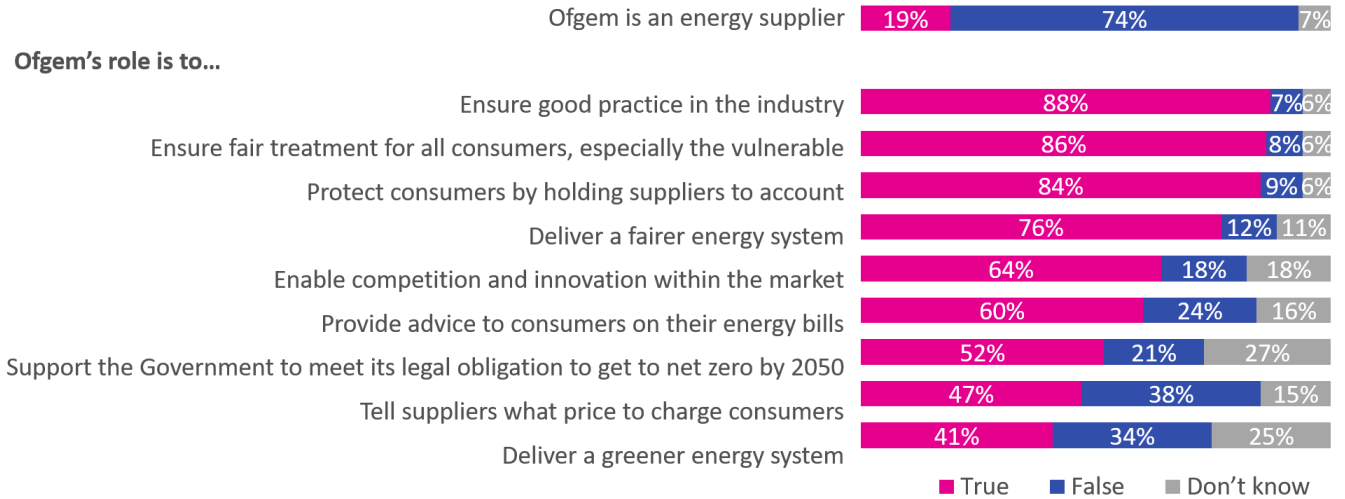 Ofgem is an energy supplier 19% 74% 7%
Ofgem’s role is to…
Ensure good practice in the industry 88% 7% 6%
Ensure fair treatment for all consumers, especially the vulnerable 86% 8% 6%
Protect consumers by holding suppliers to account 84% 9% 6%
Deliver a fairer energy system 76% 12% 11%
Enable competition and innovation within the market 64% 18% 18%
Provide advice to consumers on their energy bills 60% 24% 16%
Support the Government to meet its legal obligation to get to net zero by 2050 52% 21% 27%
Tell suppliers what price to charge consumers 47% 38% 15%
Deliver a greener energy system 41% 34% 25%
True False Don’t know